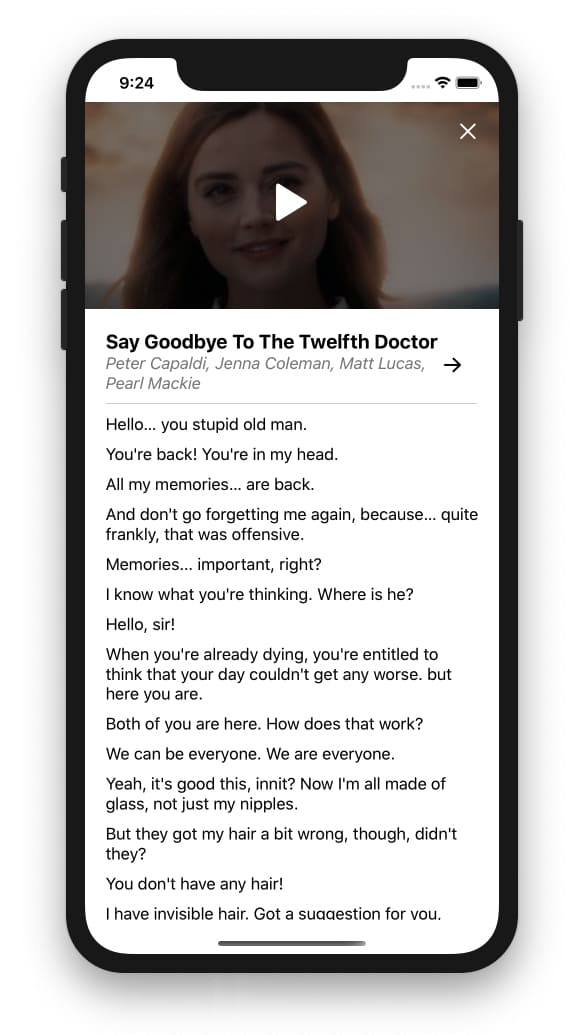 9:24
Say Goodbye To The Twelfth Doctor
Peter Capaldi, Jenna Coleman, Matt Lucas,
Pearl Mackie
Hello... you stupid old man.
You're back! You're in my head.
All my memories... are back.
And don't go forgetting me again, because... quite
frankly, that was offensive.
Memories... important, right?
I know what you're thinking. Where is he?
Hello, sir!
When you're already dying, you're entitled to
think that your day couldn't get any worse. but
here you are.
Both of you are here. How does that work?
We can be everyone. We are everyone.
Yeah, it's good this, innit? Now I'm all made of
glass, not just my nipples.
But they got my hair a bit wrong, though, didn't
they?
You don't have any hair!
I have invisible hair. Got a suggestion for you.